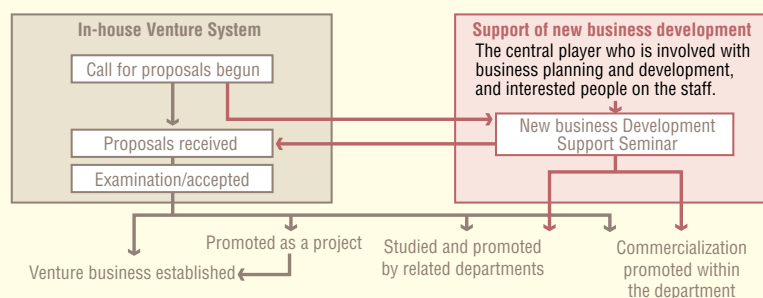 In-house Venture System
Call for proposals begun
Proposals received
Examination/accepted
Support of new business development
The central player who is involved with
business planning and development,
and interested people on the staff.
New business Development
Support Seminar
Venture business established
Promoted as a project
Studied and promoted
by related departments
Commercialization
promoted within
the department